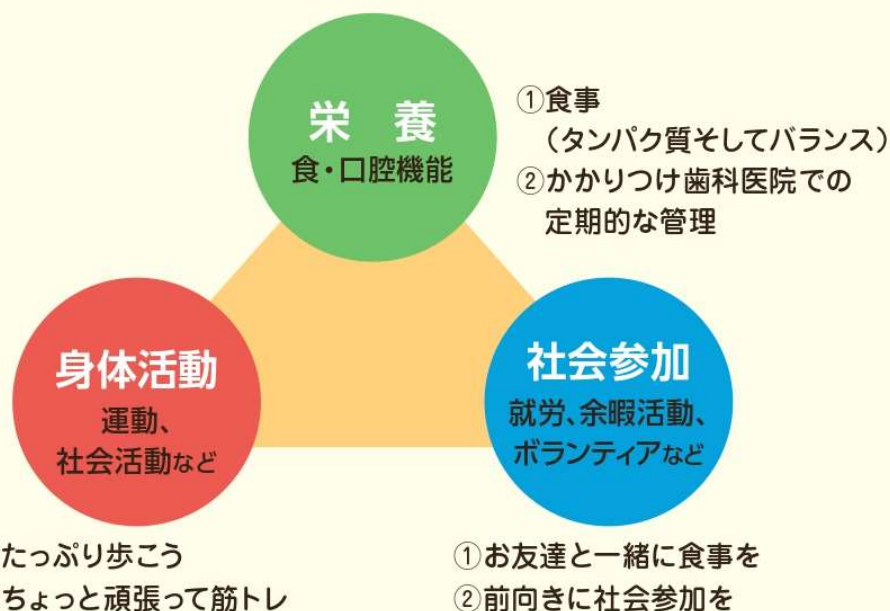 栄　養
食・口腔機能
①食事
（タンパク質そしてバランス）
②かかりつけ歯科医院での
定期的な管理
身体活動
運動、
社会活動など
社会参加
就労、余暇活動、
ボランティアなど
たっぷり歩こう
ちょっと頑張って筋トレ
①お友達と一緒に食事を
②前向きに社会参加を